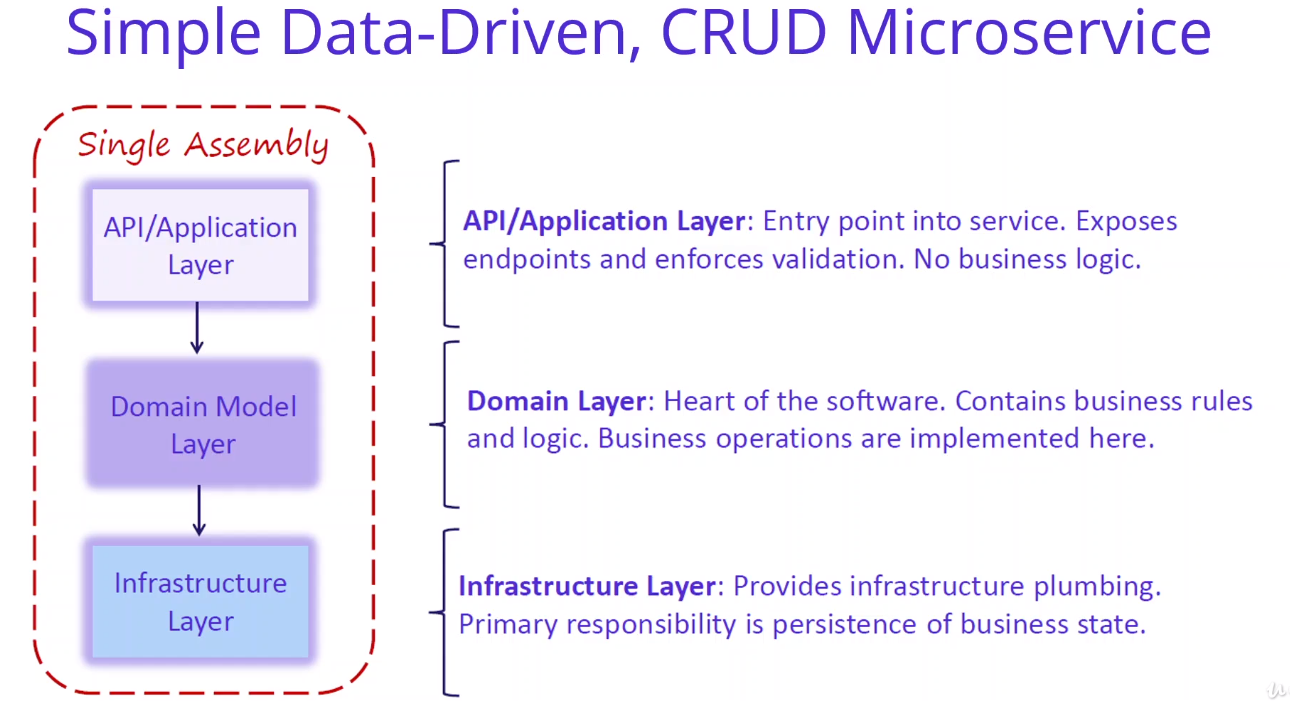 Simple Data-Driven, CRUD Microservice
Single Assembly
API/Application
Layer
API/Application Layer: Entry point into service. Exposes
endpoints and enforces validation. No business logic.
Domain Model
Layer
Domain Layer: Heart of the software. Contains business rules
and logic. Business operations are implemented here.
Infrastructure
Layer
Infrastructure Layer: Provides infrastructure plumbing.
Primary responsibility is persistence of business state.